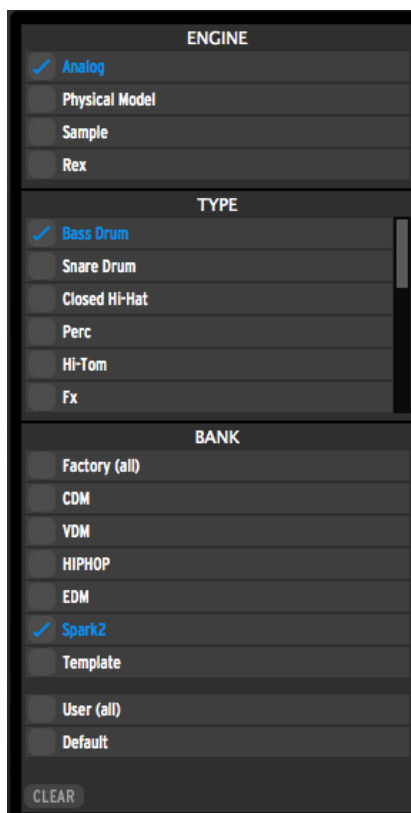 ENGINE
Analog
Physical Model
Sample
Rex
TYPE
Bass Drum
Snare Drum
Closed Hi-Hat
Perc
Hi-Tom
Fx
BANK
Factory (all)
CDM
VDM
HIPHOP
EDM
Spark2
Template
User (all)
Default
CLEAR